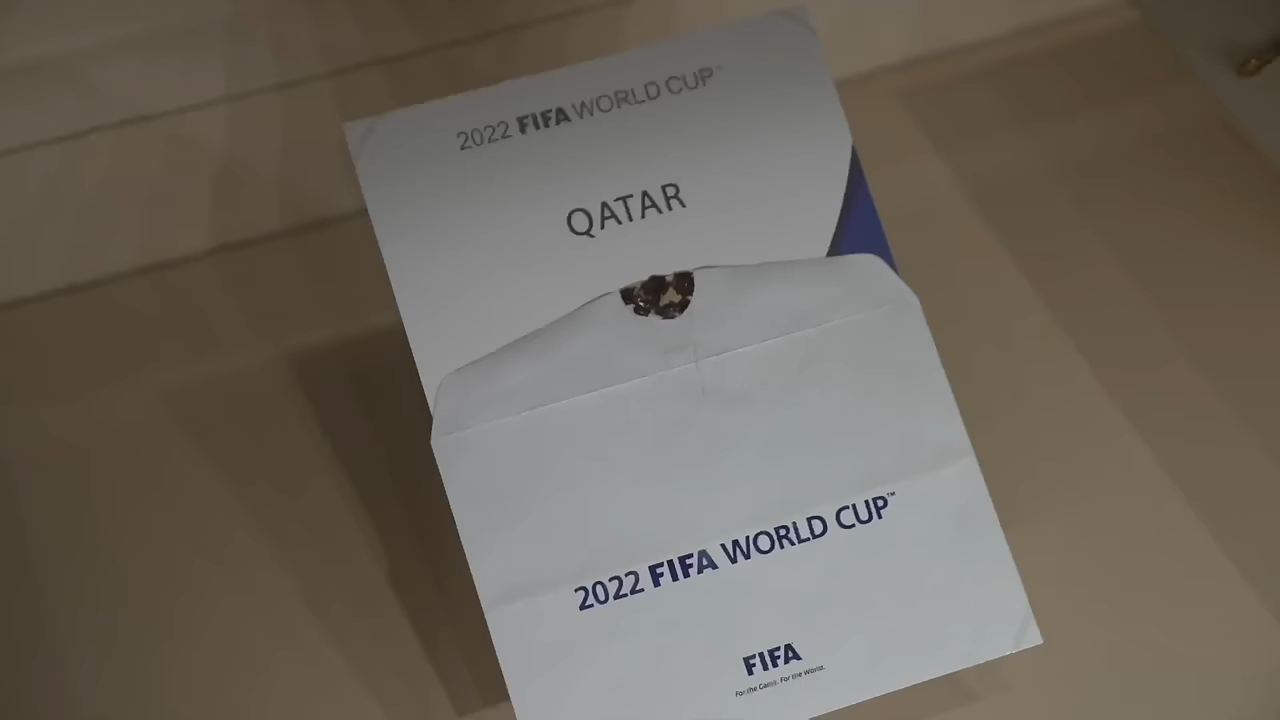 2022 FIFA WORLD CUP™
QATAR
2022 FIFA WORLD CUP™
FIFA
For the Game. For the World.